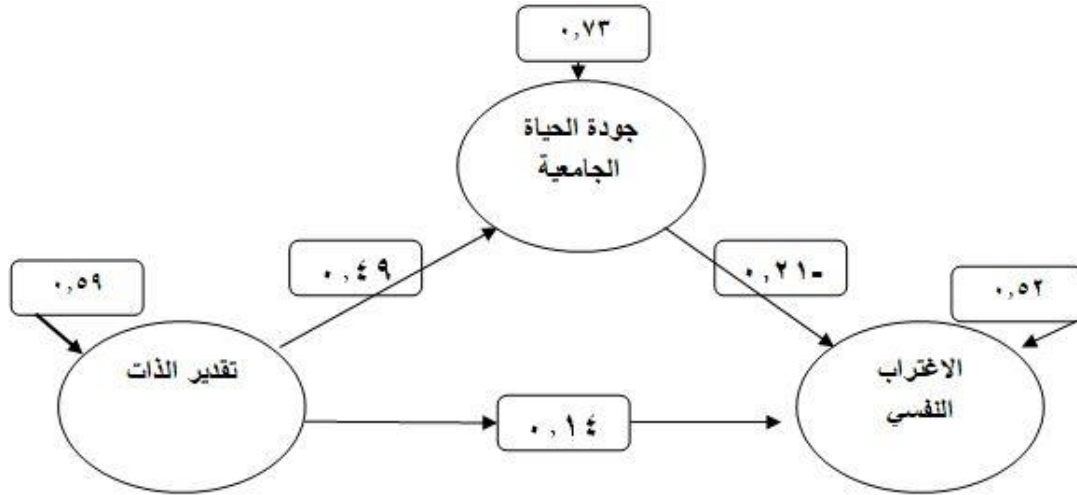 ٠,٧٣
جودة الحياة
الجامعية
٠,٤٩
٠,٢١-
٠,٥٩
٠,٥٢
تقدير الذات
الاغتراب
النفسي
٠,١٤